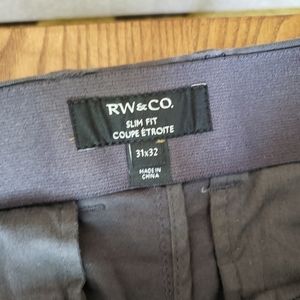 RW&CO.
SLIM FIT
COUPE ÉTROITE
31x32
MADE IN
CHINA